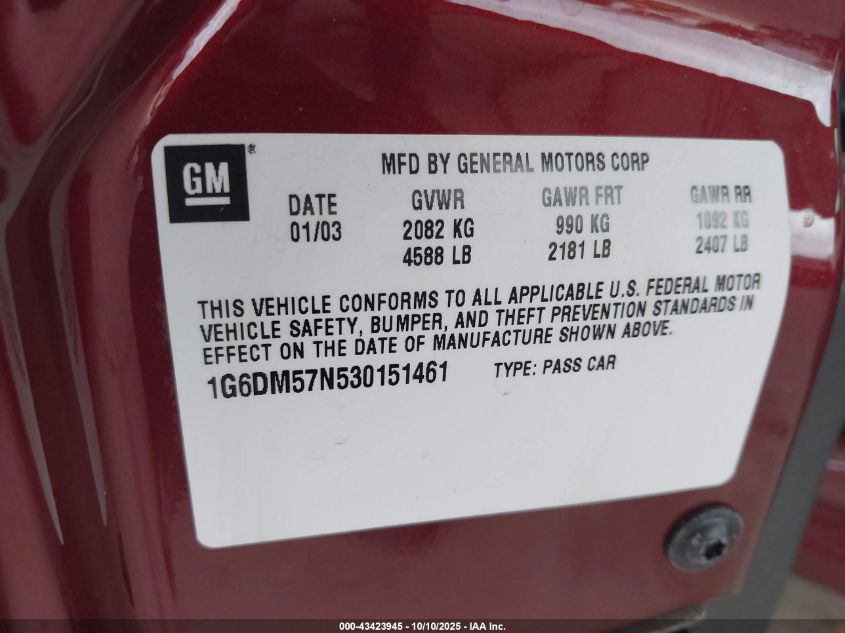 GM®
MFD BY GENERAL MOTORS CORP
DATE GVWR GAWR FRT GAWR RR
01/03 2082 KG 990 KG 1092 KG
4588 LB 2181 LB 2407 LB
THIS VEHICLE CONFORMS TO ALL APPLICABLE U.S. FEDERAL MOTOR
VEHICLE SAFETY, BUMPER, AND THEFT PREVENTION STANDARDS IN
EFFECT ON THE DATE OF MANUFACTURE SHOWN ABOVE.
1G6DM57N530151461 TYPE: PASS CAR
000-43423945 - 10/10/2025 - IAA Inc.